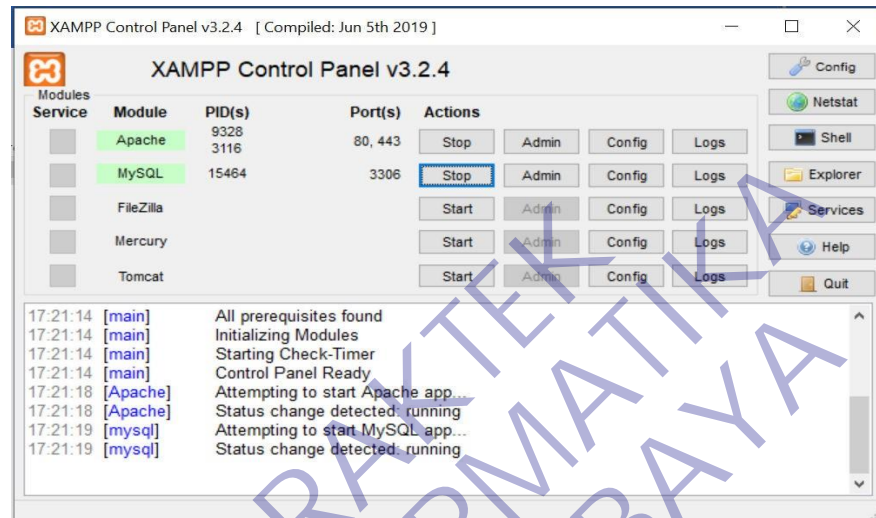 XAMPP Control Panel v3.2.4 [ Compiled: Jun 5th 2019 ]
XAMPP Control Panel v3.2.4
Config
Modules
Service Module PID(s) Port(s) Actions
Netstat
Apache 9328 3116 80, 443 Stop Admin Config Logs
Shell
MySQL 15464 3306 Stop Admin Config Logs
Explorer
FileZilla Start Admin Config Logs
Services
Mercury Start Admin Config Logs
Help
Tomcat Start Admin Config Logs
Quit
17:21:14 [main] All prerequisites found
17:21:14 [main] Initializing Modules
17:21:14 [main] Starting Check-Timer
17:21:14 [main] Control Panel Ready
17:21:18 [Apache] Attempting to start Apache app...
17:21:18 [Apache] Status change detected: running
17:21:19 [mysql] Attempting to start MySQL app...
17:21:19 [mysql] Status change detected: running
RAKTEK
RMATIKA
BAYA